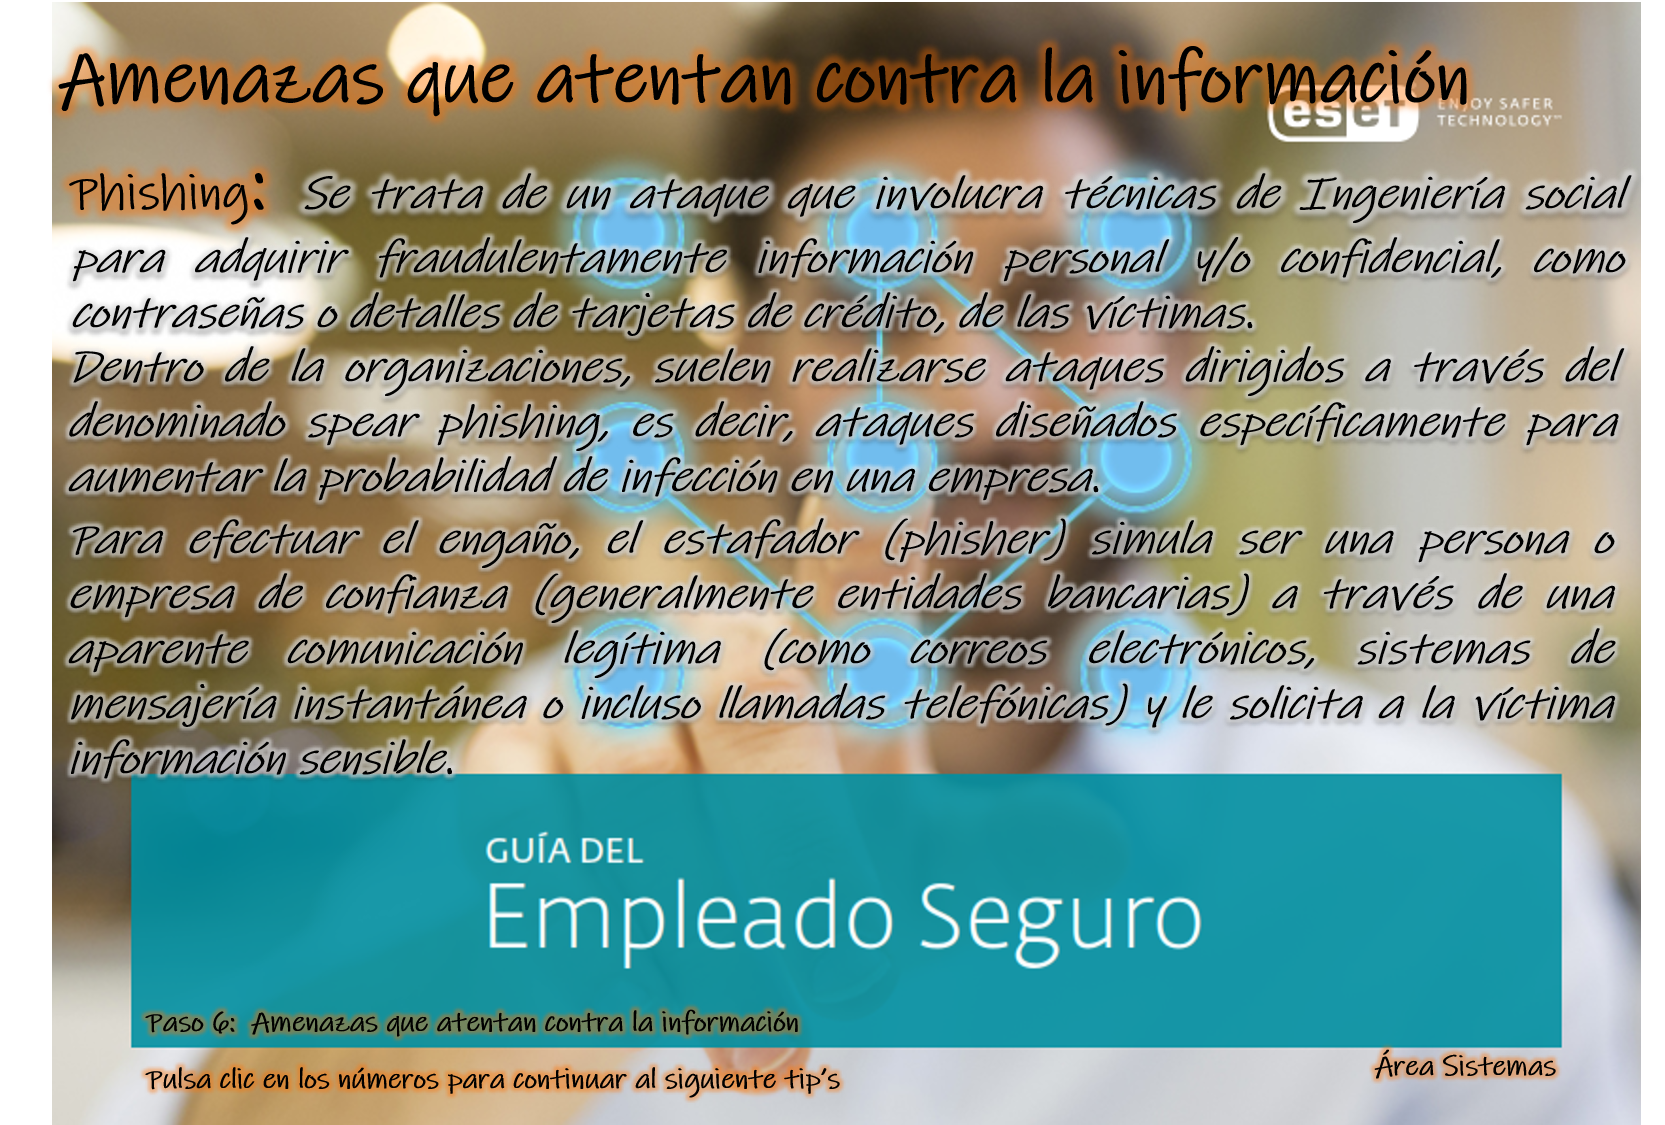 Amenazas que atentan contra la información
eset ENJOY SAFER
TECHNOLOGY™
Phishing: Se trata de un ataque que involucra técnicas de Ingeniería social
para adquirir fraudulentamente información personal y/o confidencial, como
contraseñas o detalles de tarjetas de crédito, de las víctimas.
Dentro de la organizaciones, suelen realizarse ataques dirigidos a través del
denominado spear phishing, es decir, ataques diseñados específicamente para
aumentar la probabilidad de infección en una empresa.
Para efectuar el engaño, el estafador (phisher) simula ser una persona o
empresa de confianza (generalmente entidades bancarias) a través de una
aparente comunicación legítima (como correos electrónicos, sistemas de
mensajería instantánea o incluso llamadas telefónicas) y le solicita a la víctima
información sensible.
GUÍA DEL
Empleado Seguro
Paso 6: Amenazas que atentan contra la información
Área Sistemas
Pulsa clic en los números para continuar al siguiente tip's